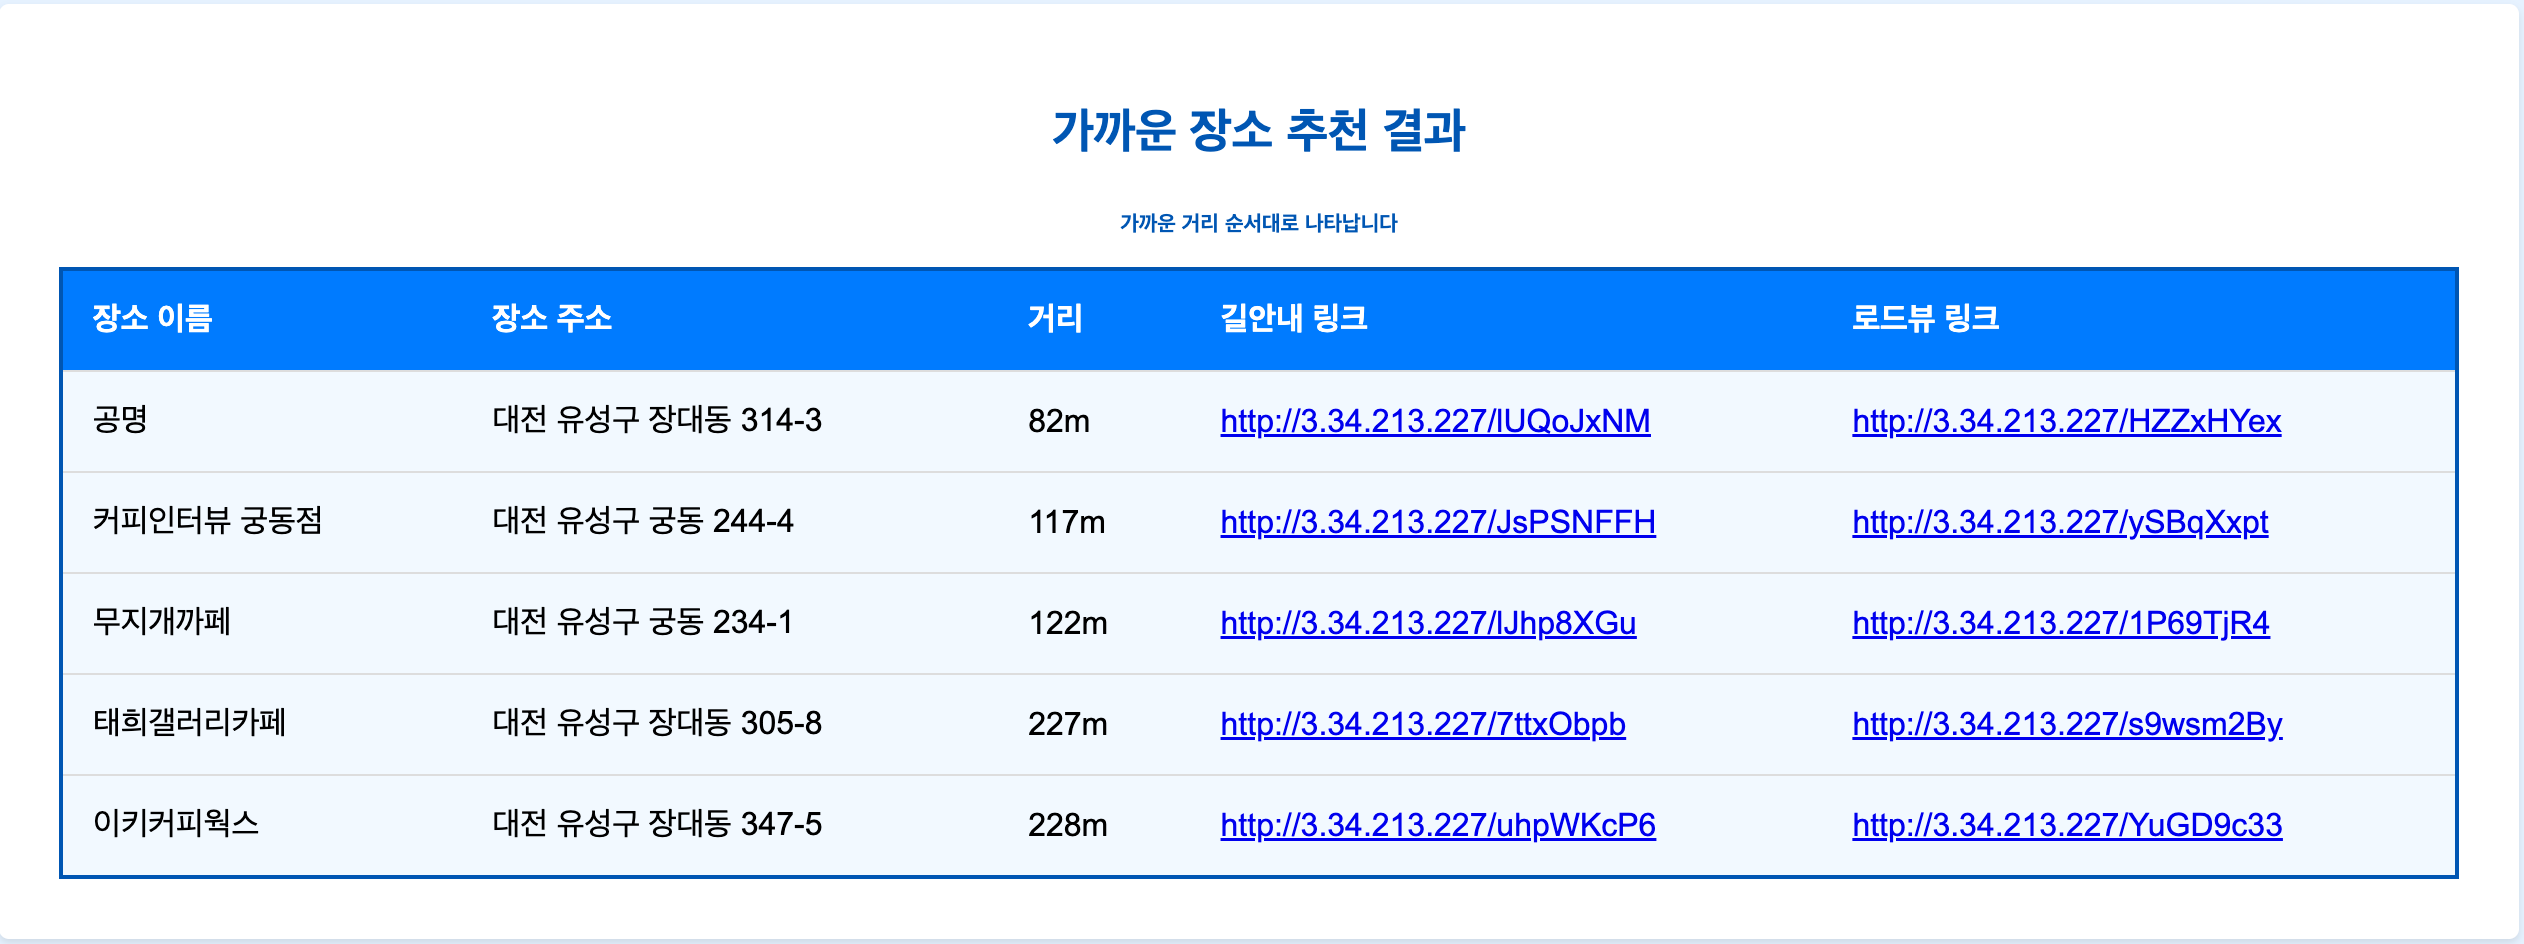 가까운 장소 추천 결과
가까운 거리 순서대로 나타납니다
장소 이름 장소 주소 거리 길안내 링크 로드뷰 링크
공명 대전 유성구 장대동 314-3 82m http://3.34.213.227/lUQoJxNM http://3.34.213.227/HZZxHYex
커피인터뷰 궁동점 대전 유성구 궁동 244-4 117m http://3.34.213.227/JsPSNFFH http://3.34.213.227/ySBqXxpt
무지개까페 대전 유성구 궁동 234-1 122m http://3.34.213.227/lJhp8XGu http://3.34.213.227/1P69TjR4
태희갤러리카페 대전 유성구 장대동 305-8 227m http://3.34.213.227/7ttxObpb http://3.34.213.227/s9wsm2By
이키커피웍스 대전 유성구 장대동 347-5 228m http://3.34.213.227/uhpWKcP6 http://3.34.213.227/YuGD9c33